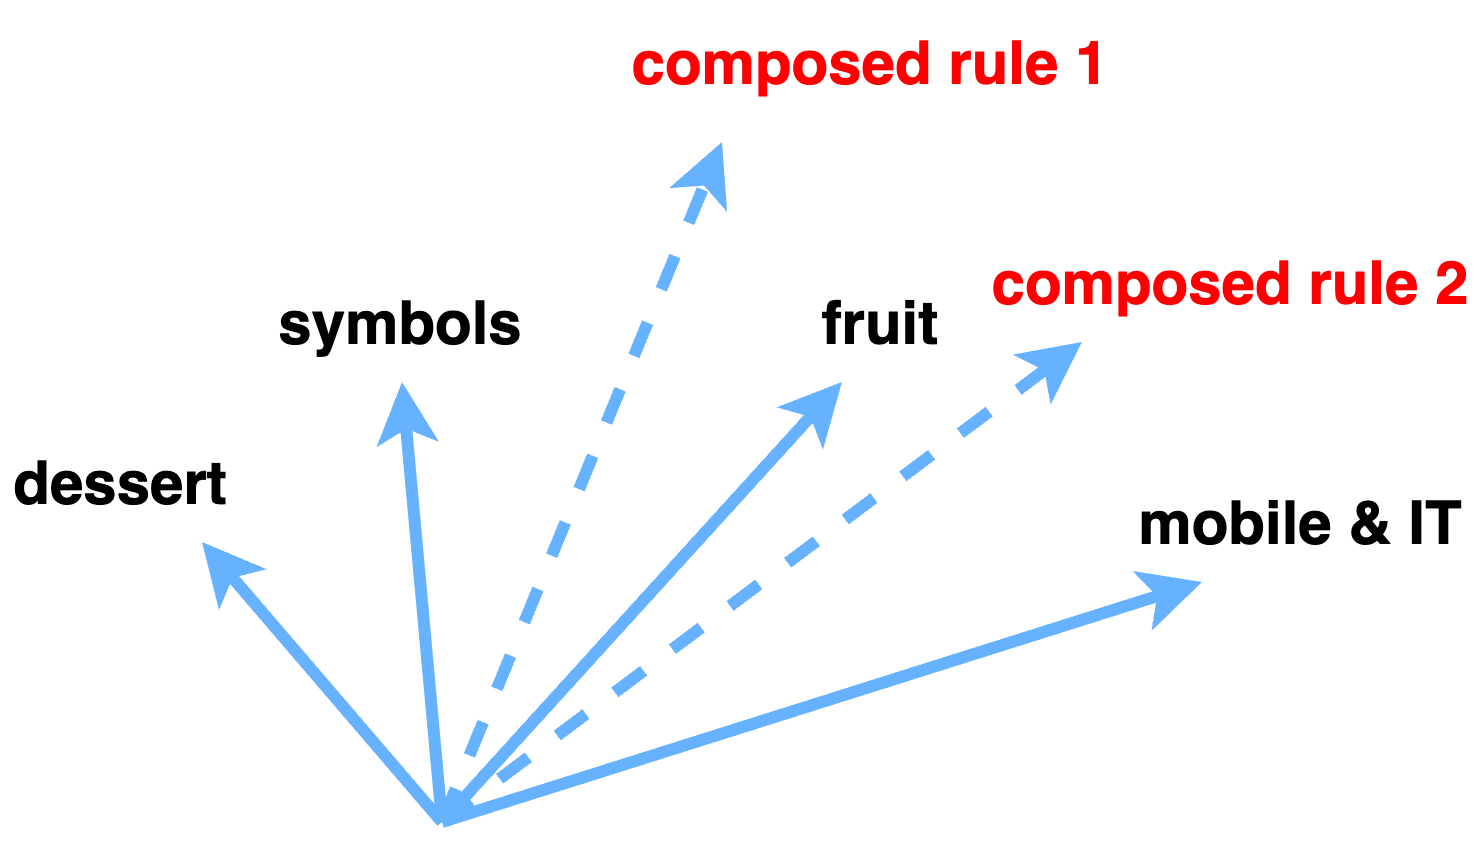 composed rule 1
composed rule 2
symbols
fruit
dessert
mobile & IT